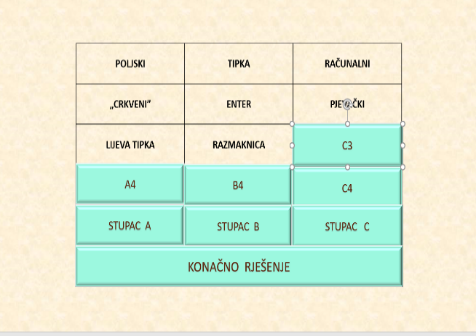 POLJSKI TIPKA RAČUNALNI
„CRKVENI” ENTER
LIJEVA TIPKA RAZMAKNICA C3
A4 B4 C4
STUPAC A STUPAC B STUPAC C
KONAČNO RJEŠENJE